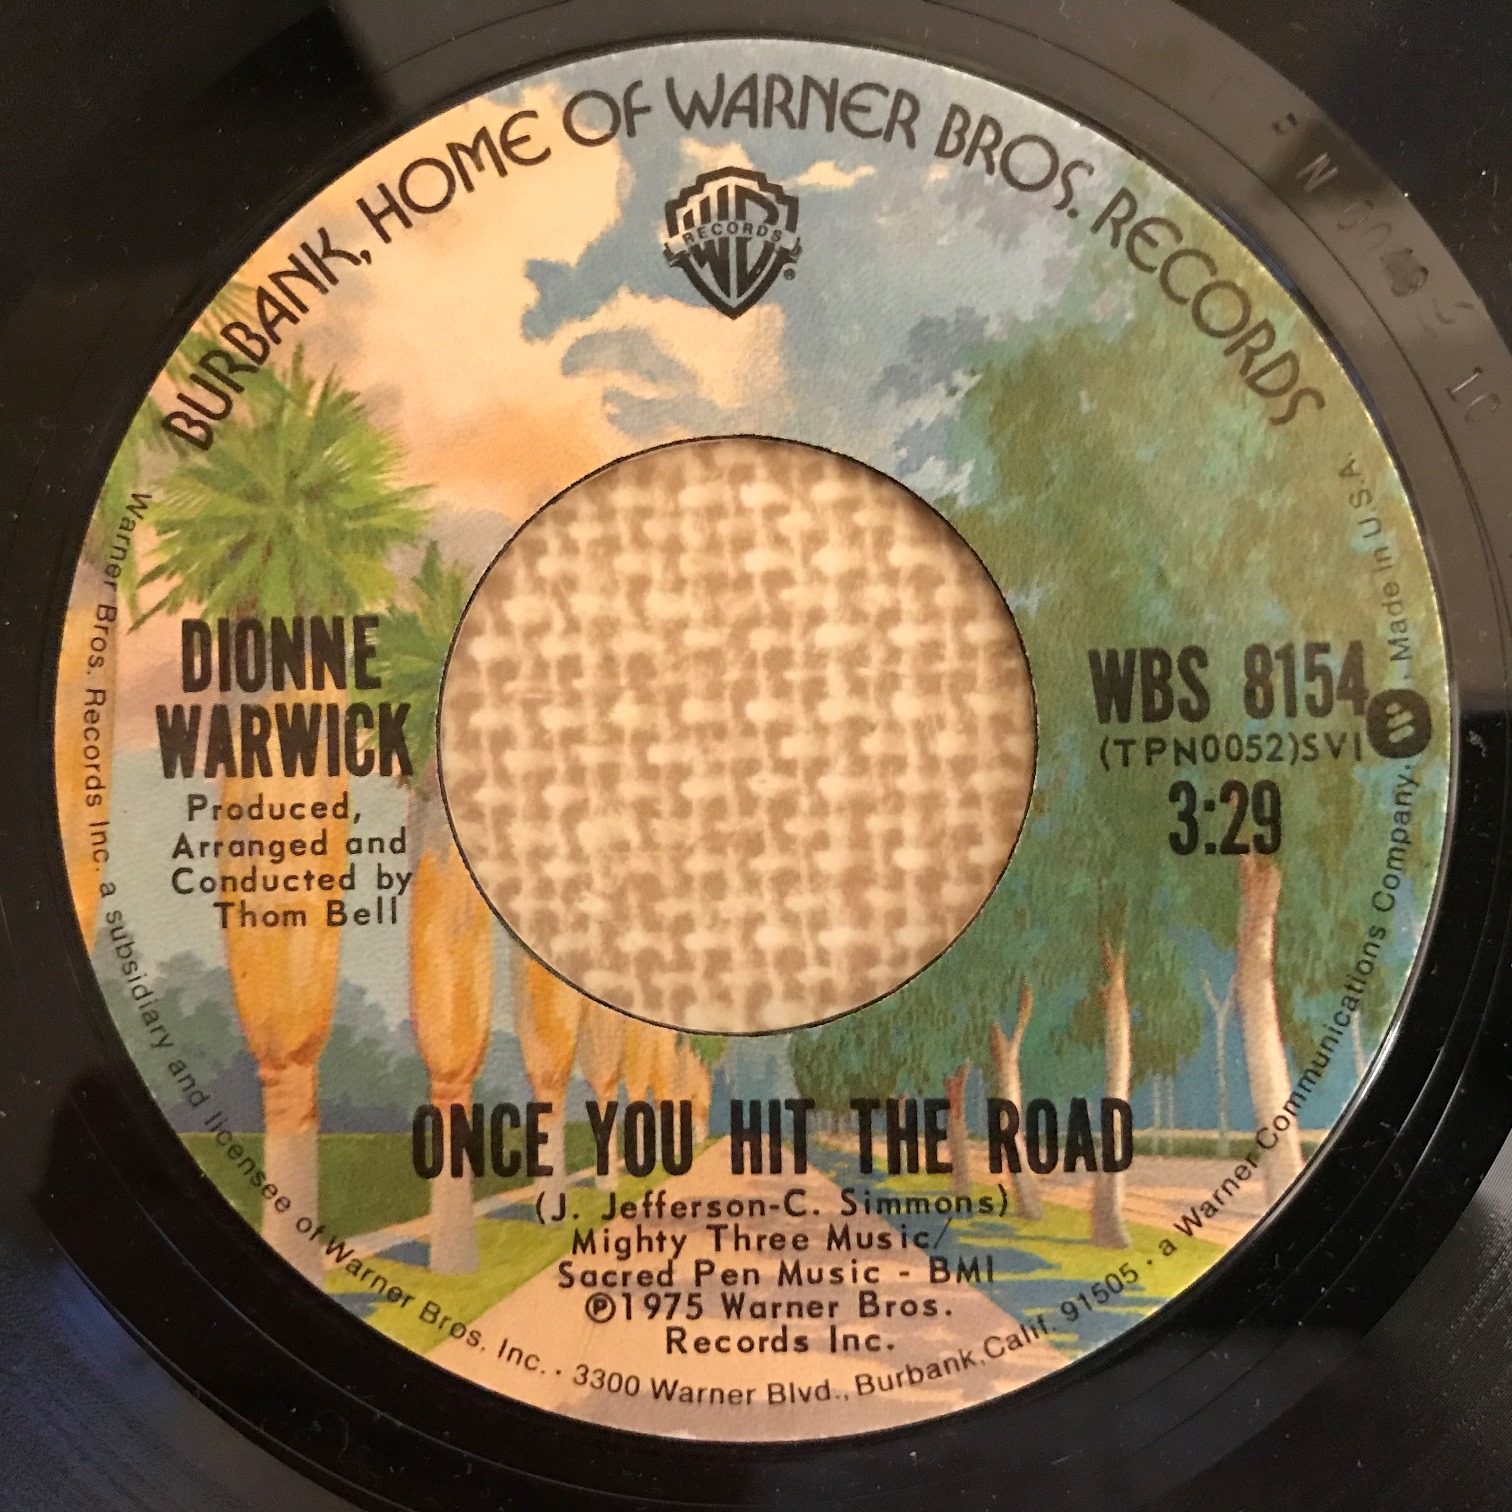 BURBANK, HOME OF WARNER BROS. RECORDS
WB
RECORDS
®
DIONNE
WARWICK
Produced,
Arranged and
Conducted by
Thom Bell
WBS 8154
(TPN0052)SV1
3:29
ONCE YOU HIT THE ROAD
(J. Jefferson-C. Simmons)
Mighty Three Music/
Sacred Pen Music - BMI
℗1975 Warner Bros.
Records Inc.
Warner Bros. Records Inc. a subsidiary and licensee of Warner Bros. Inc. · 3300 Warner Blvd., Burbank, Calif. 91505 · a Warner Communications Company. Made in U.S.A.